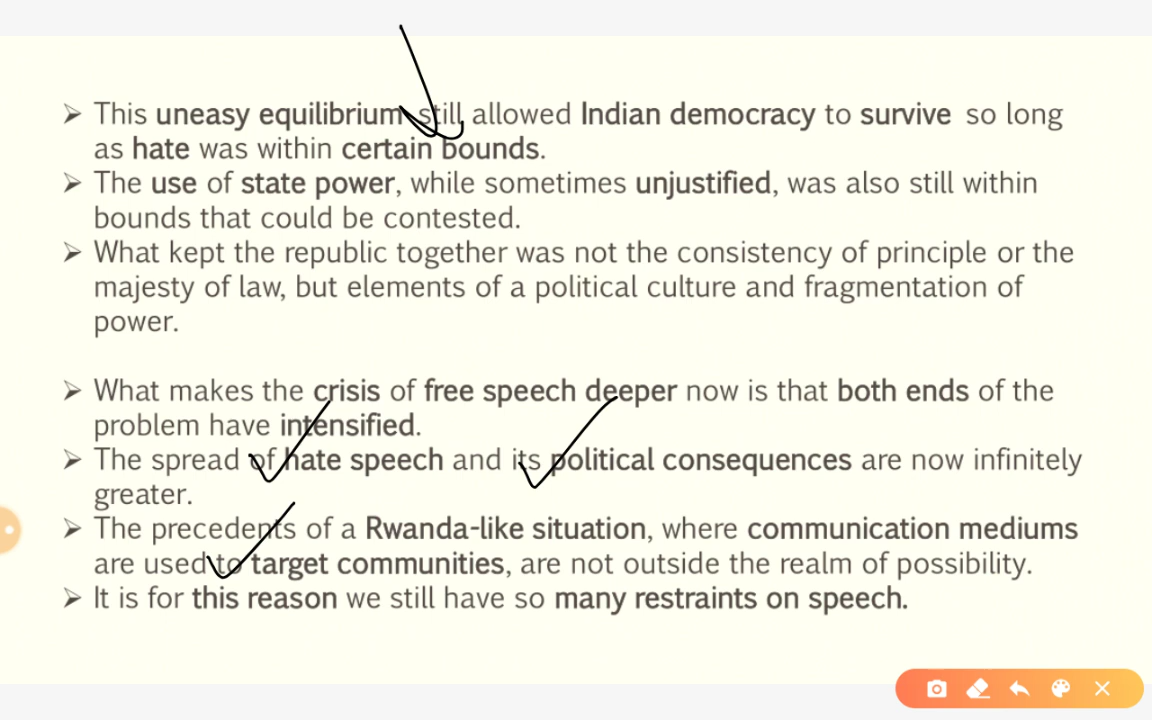 ➢ This uneasy equilibrium still allowed Indian democracy to survive so long
as hate was within certain bounds.
➢ The use of state power, while sometimes unjustified, was also still within
bounds that could be contested.
➢ What kept the republic together was not the consistency of principle or the
majesty of law, but elements of a political culture and fragmentation of
power.
➢ What makes the crisis of free speech deeper now is that both ends of the
problem have intensified.
➢ The spread of hate speech and its political consequences are now infinitely
greater.
➢ The precedents of a Rwanda-like situation, where communication mediums
are used to target communities, are not outside the realm of possibility.
➢ It is for this reason we still have so many restraints on speech.